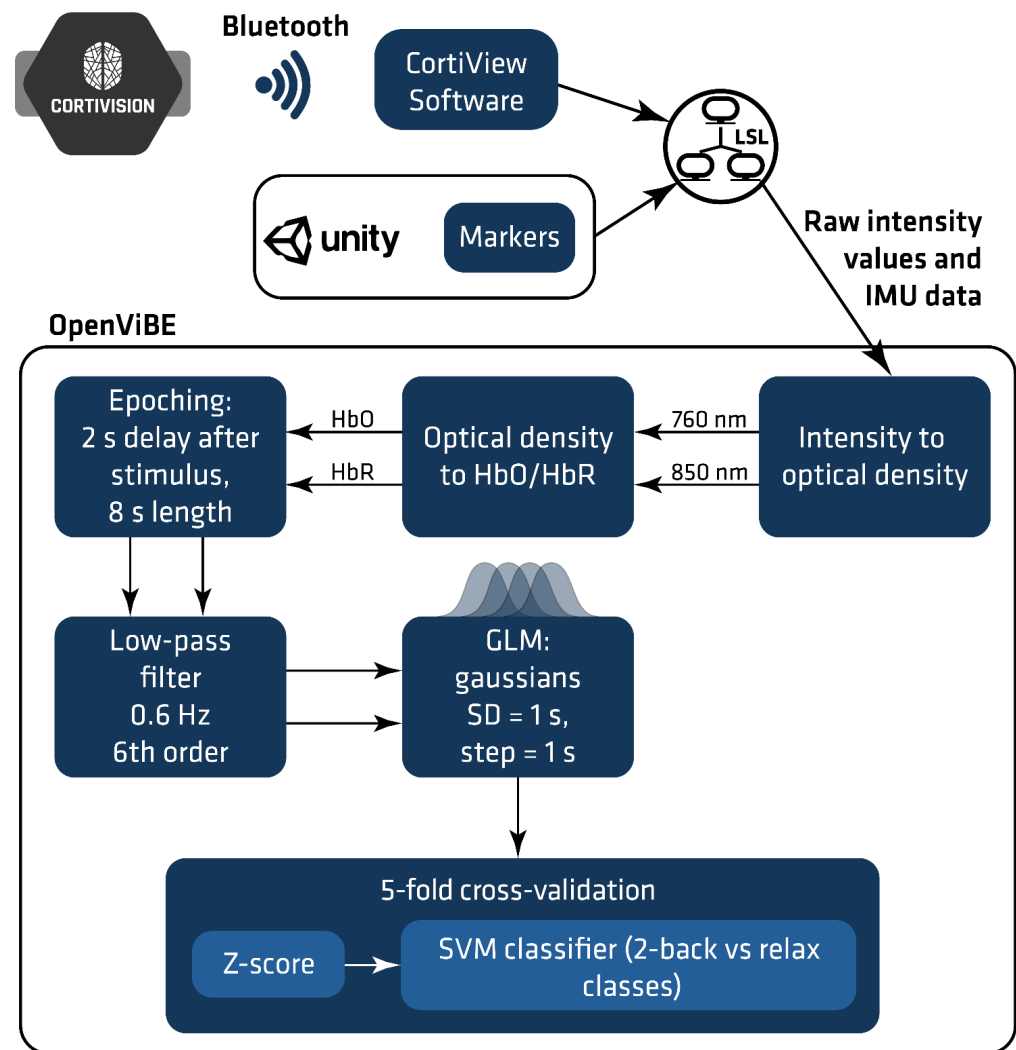 Bluetooth
CORTIVISION
CortiView
Software
LSL
unity
Markers
Raw intensity
values and
IMU data
OpenViBE
Epoching:
2 s delay after
stimulus,
8 s length
HbO
HbR
Optical density
to HbO/HbR
760 nm
850 nm
Intensity to
optical density
Low-pass
filter
0.6 Hz
6th order
GLM:
gaussians
SD = 1 s,
step = 1 s
5-fold cross-validation
Z-score
SVM classifier (2-back vs relax
classes)